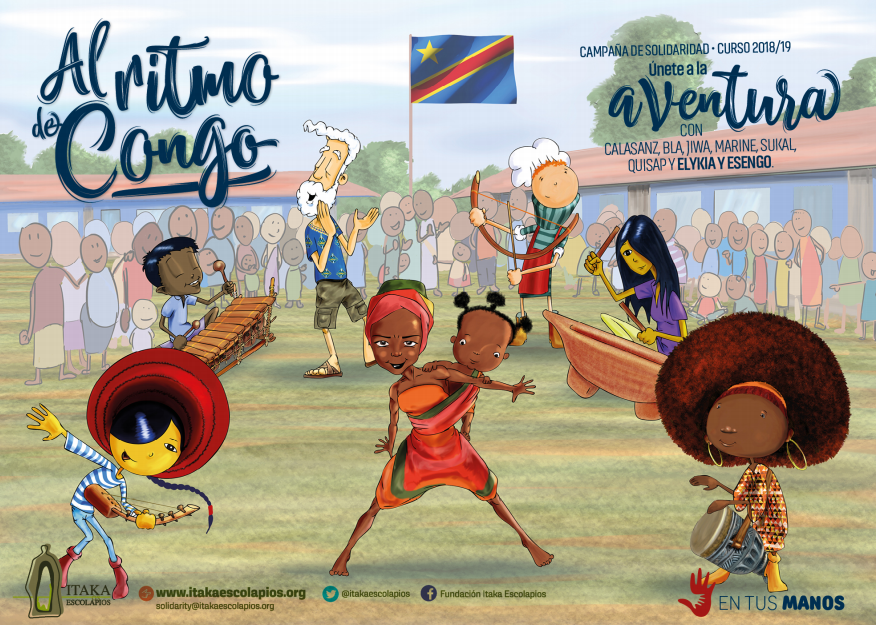 Al ritmo
de Congo
CAMPAÑA DE SOLIDARIDAD • CURSO 2018/19
Únete a la
aventura
CON
CALASANZ, BLA, JIWA, MARINE, SUKAL,
QUISAP Y ELYKIA Y ESENGO.
ITAKA
ESCOLAPIOS
www.itakaescolapios.org
solidarity@itakaescolapios.org
@itakaescolapios
Fundación Itaka Escolapios
EN TUS MANOS